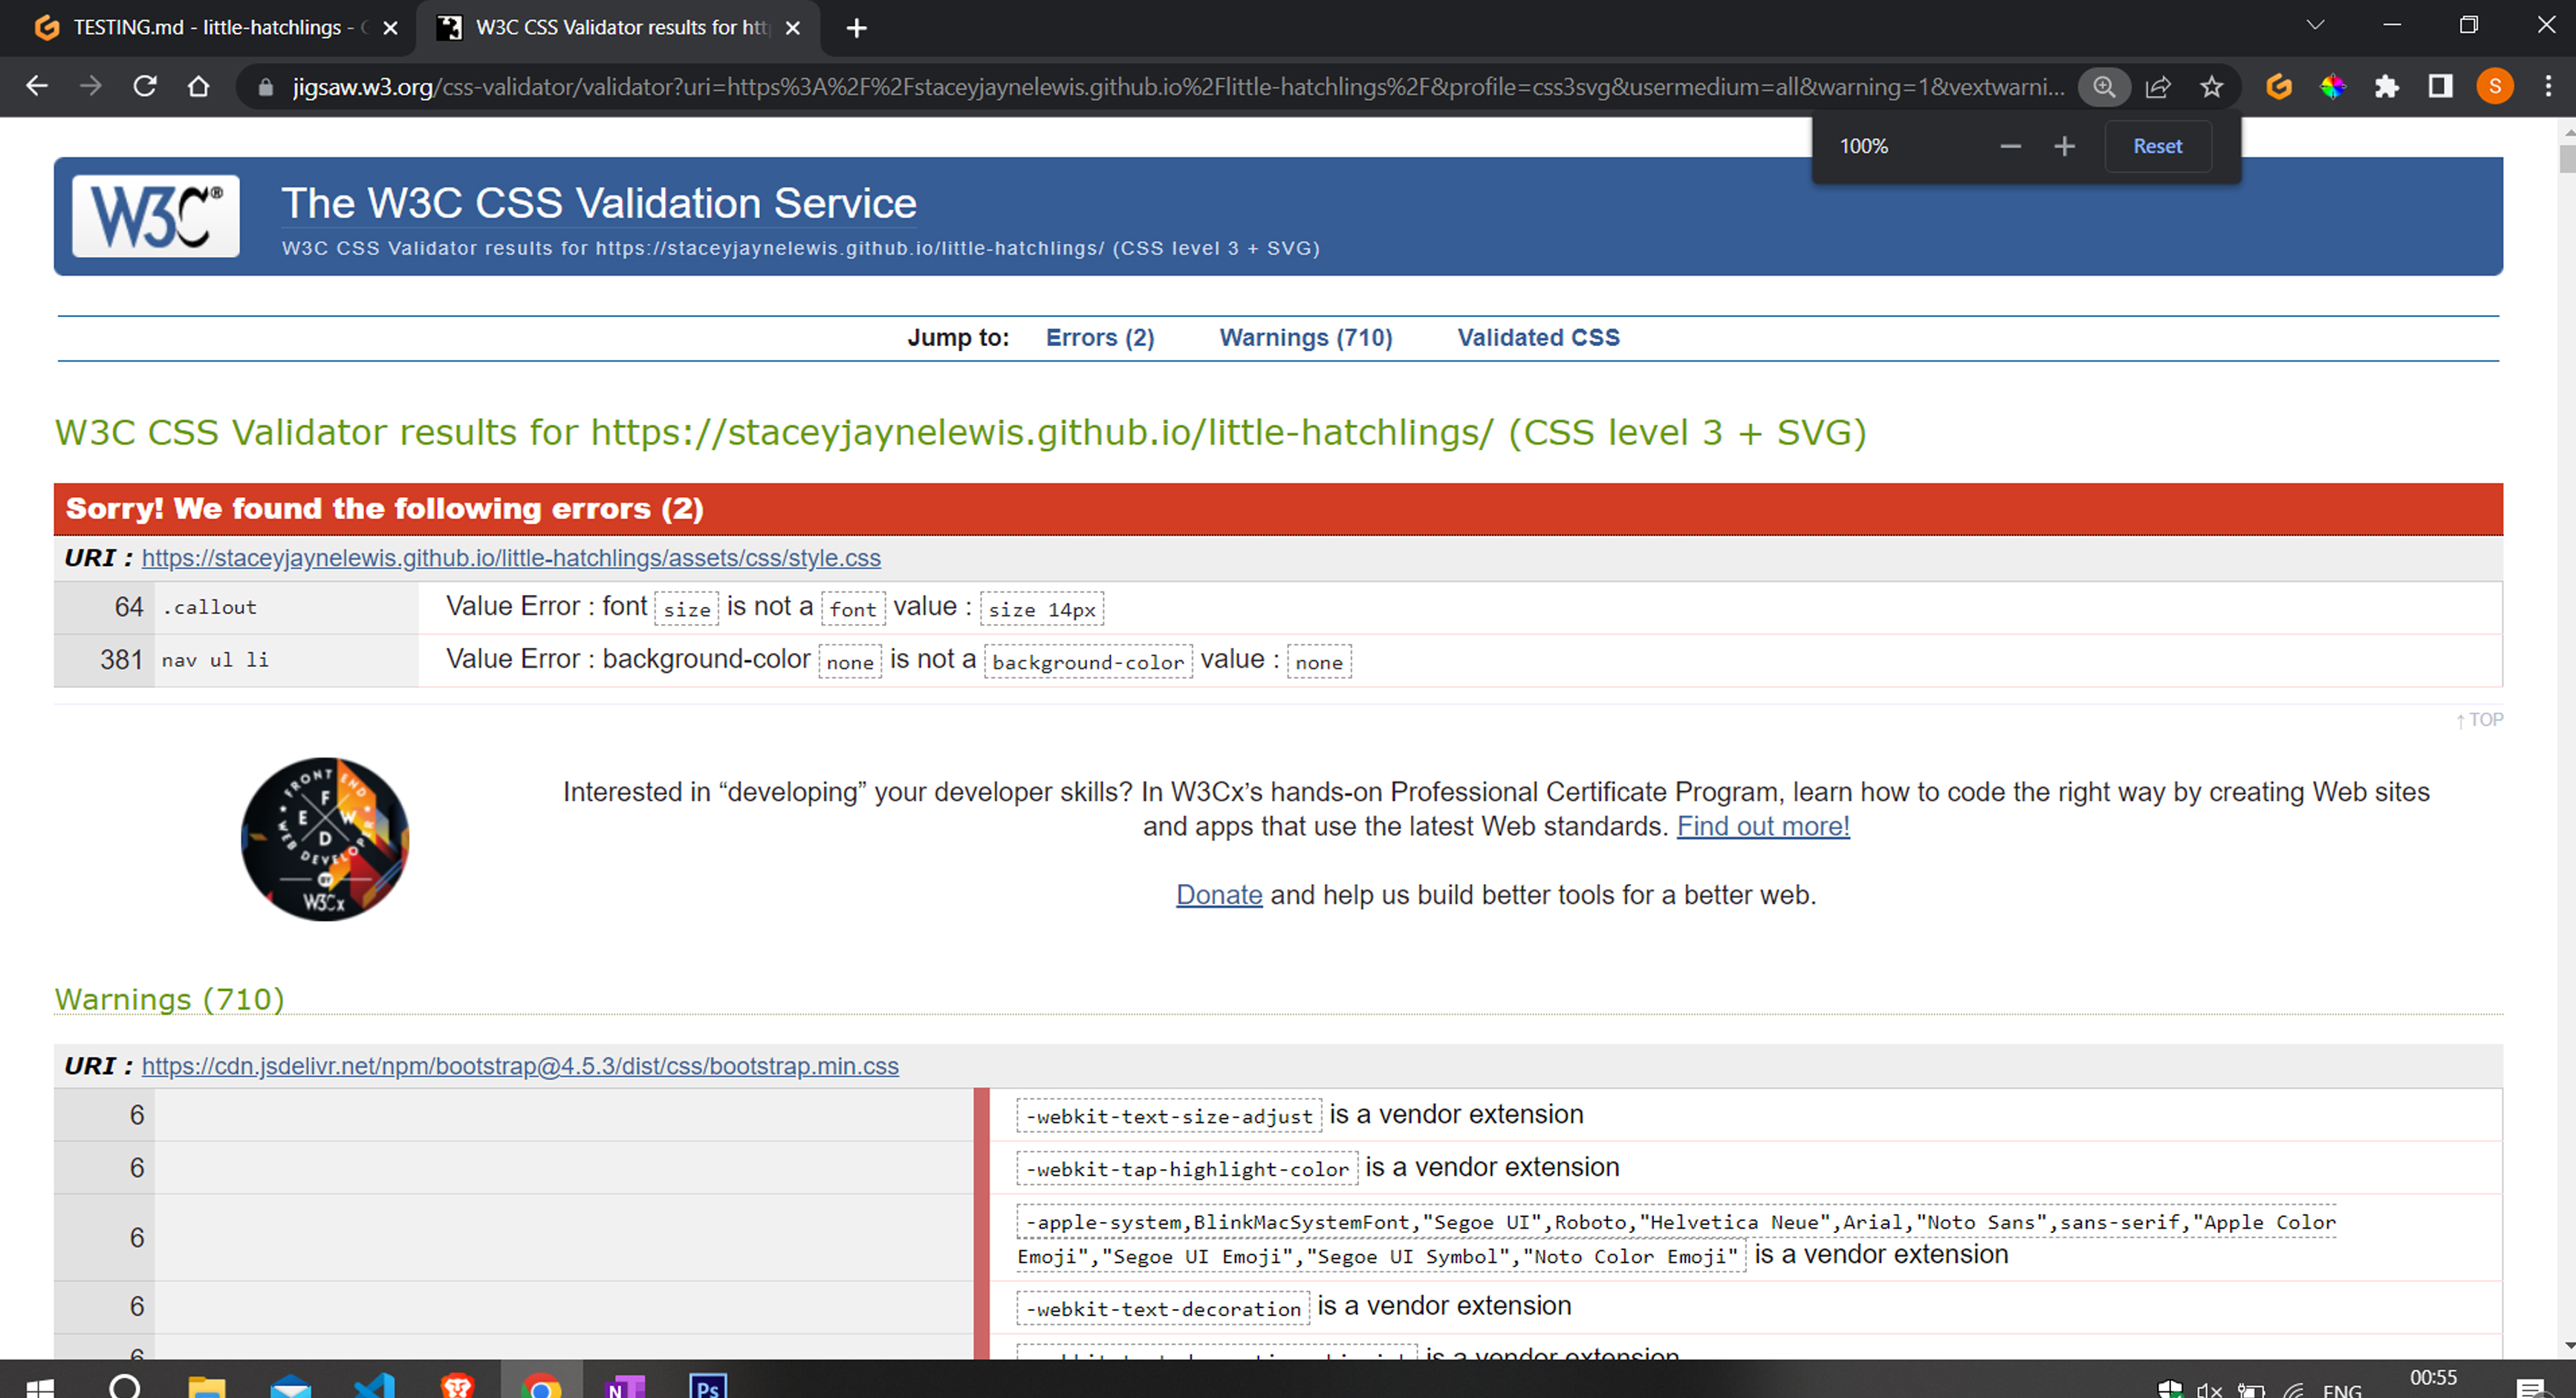 TESTING.md - little-hatchlings -
W3C CSS Validator results for htt
jigsaw.w3.org/css-validator/validator?uri=https%3A%2F%2Fstaceyjaynelewis.github.io%2Flittle-hatchlings%2F&profile=css3svg&usermedium=all&warning=1&vextwarni...
S
100%
Reset
W3C®
The W3C CSS Validation Service
W3C CSS Validator results for https://staceyjaynelewis.github.io/little-hatchlings/ (CSS level 3 + SVG)
Jump to: Errors (2) Warnings (710) Validated CSS
W3C CSS Validator results for https://staceyjaynelewis.github.io/little-hatchlings/ (CSS level 3 + SVG)
Sorry! We found the following errors (2)
URI : https://staceyjaynelewis.github.io/little-hatchlings/assets/css/style.css
64 .callout Value Error : font size is not a font value : size 14px
381 nav ul li Value Error : background-color none is not a background-color value : none
↑ TOP
FRONT END
F
E W
D
WEB DEVELOPER
BY
W3Cx
Interested in “developing” your developer skills? In W3Cx’s hands-on Professional Certificate Program, learn how to code the right way by creating Web sites
and apps that use the latest Web standards. Find out more!
Donate and help us build better tools for a better web.
Warnings (710)
URI : https://cdn.jsdelivr.net/npm/bootstrap@4.5.3/dist/css/bootstrap.min.css
6 -webkit-text-size-adjust is a vendor extension
6 -webkit-tap-highlight-color is a vendor extension
6 -apple-system,BlinkMacSystemFont,"Segoe UI",Roboto,"Helvetica Neue",Arial,"Noto Sans",sans-serif,"Apple Color
Emoji","Segoe UI Emoji","Segoe UI Symbol","Noto Color Emoji" is a vendor extension
6 -webkit-text-decoration is a vendor extension
6 is a vendor extension
N
Ps
ENG
00:55